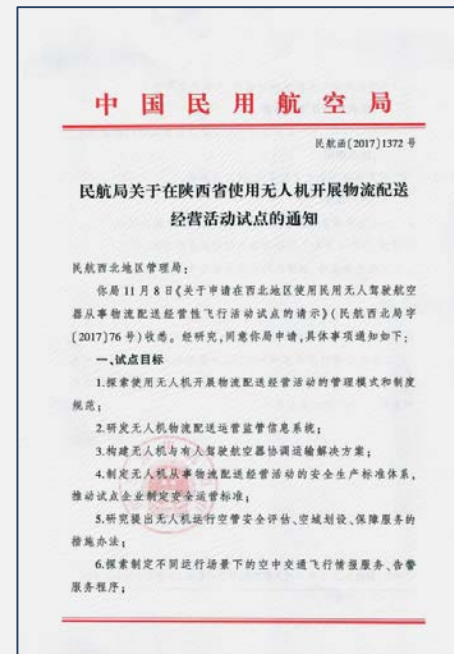 中国民用航空局
民航函〔2017〕1372 号
民航局关于在陕西省使用无人机开展物流配送
经营活动试点的通知
民航西北地区管理局：
你局 11 月 8 日《关于申请在西北地区使用民用无人驾驶航空
器从事物流配送经营性飞行活动试点的请示》（民航西北局字
〔2017〕76 号）收悉。经研究，同意你局申请，具体事项通知如下：
一、试点目标
1.探索使用无人机开展物流配送经营活动的管理模式和制度
规范；
2.研发无人机物流配送运营监管信息系统；
3.构建无人机与有人驾驶航空器协调运输解决方案；
4.制定无人机从事物流配送经营活动的安全生产标准体系，
推动试点企业制定安全运营标准；
5.研究提出无人机运行空管安全评估、空域划设、保障服务的
措施办法；
6.探索制定不同运行场景下的空中交通飞行情报服务、告警
服务程序；